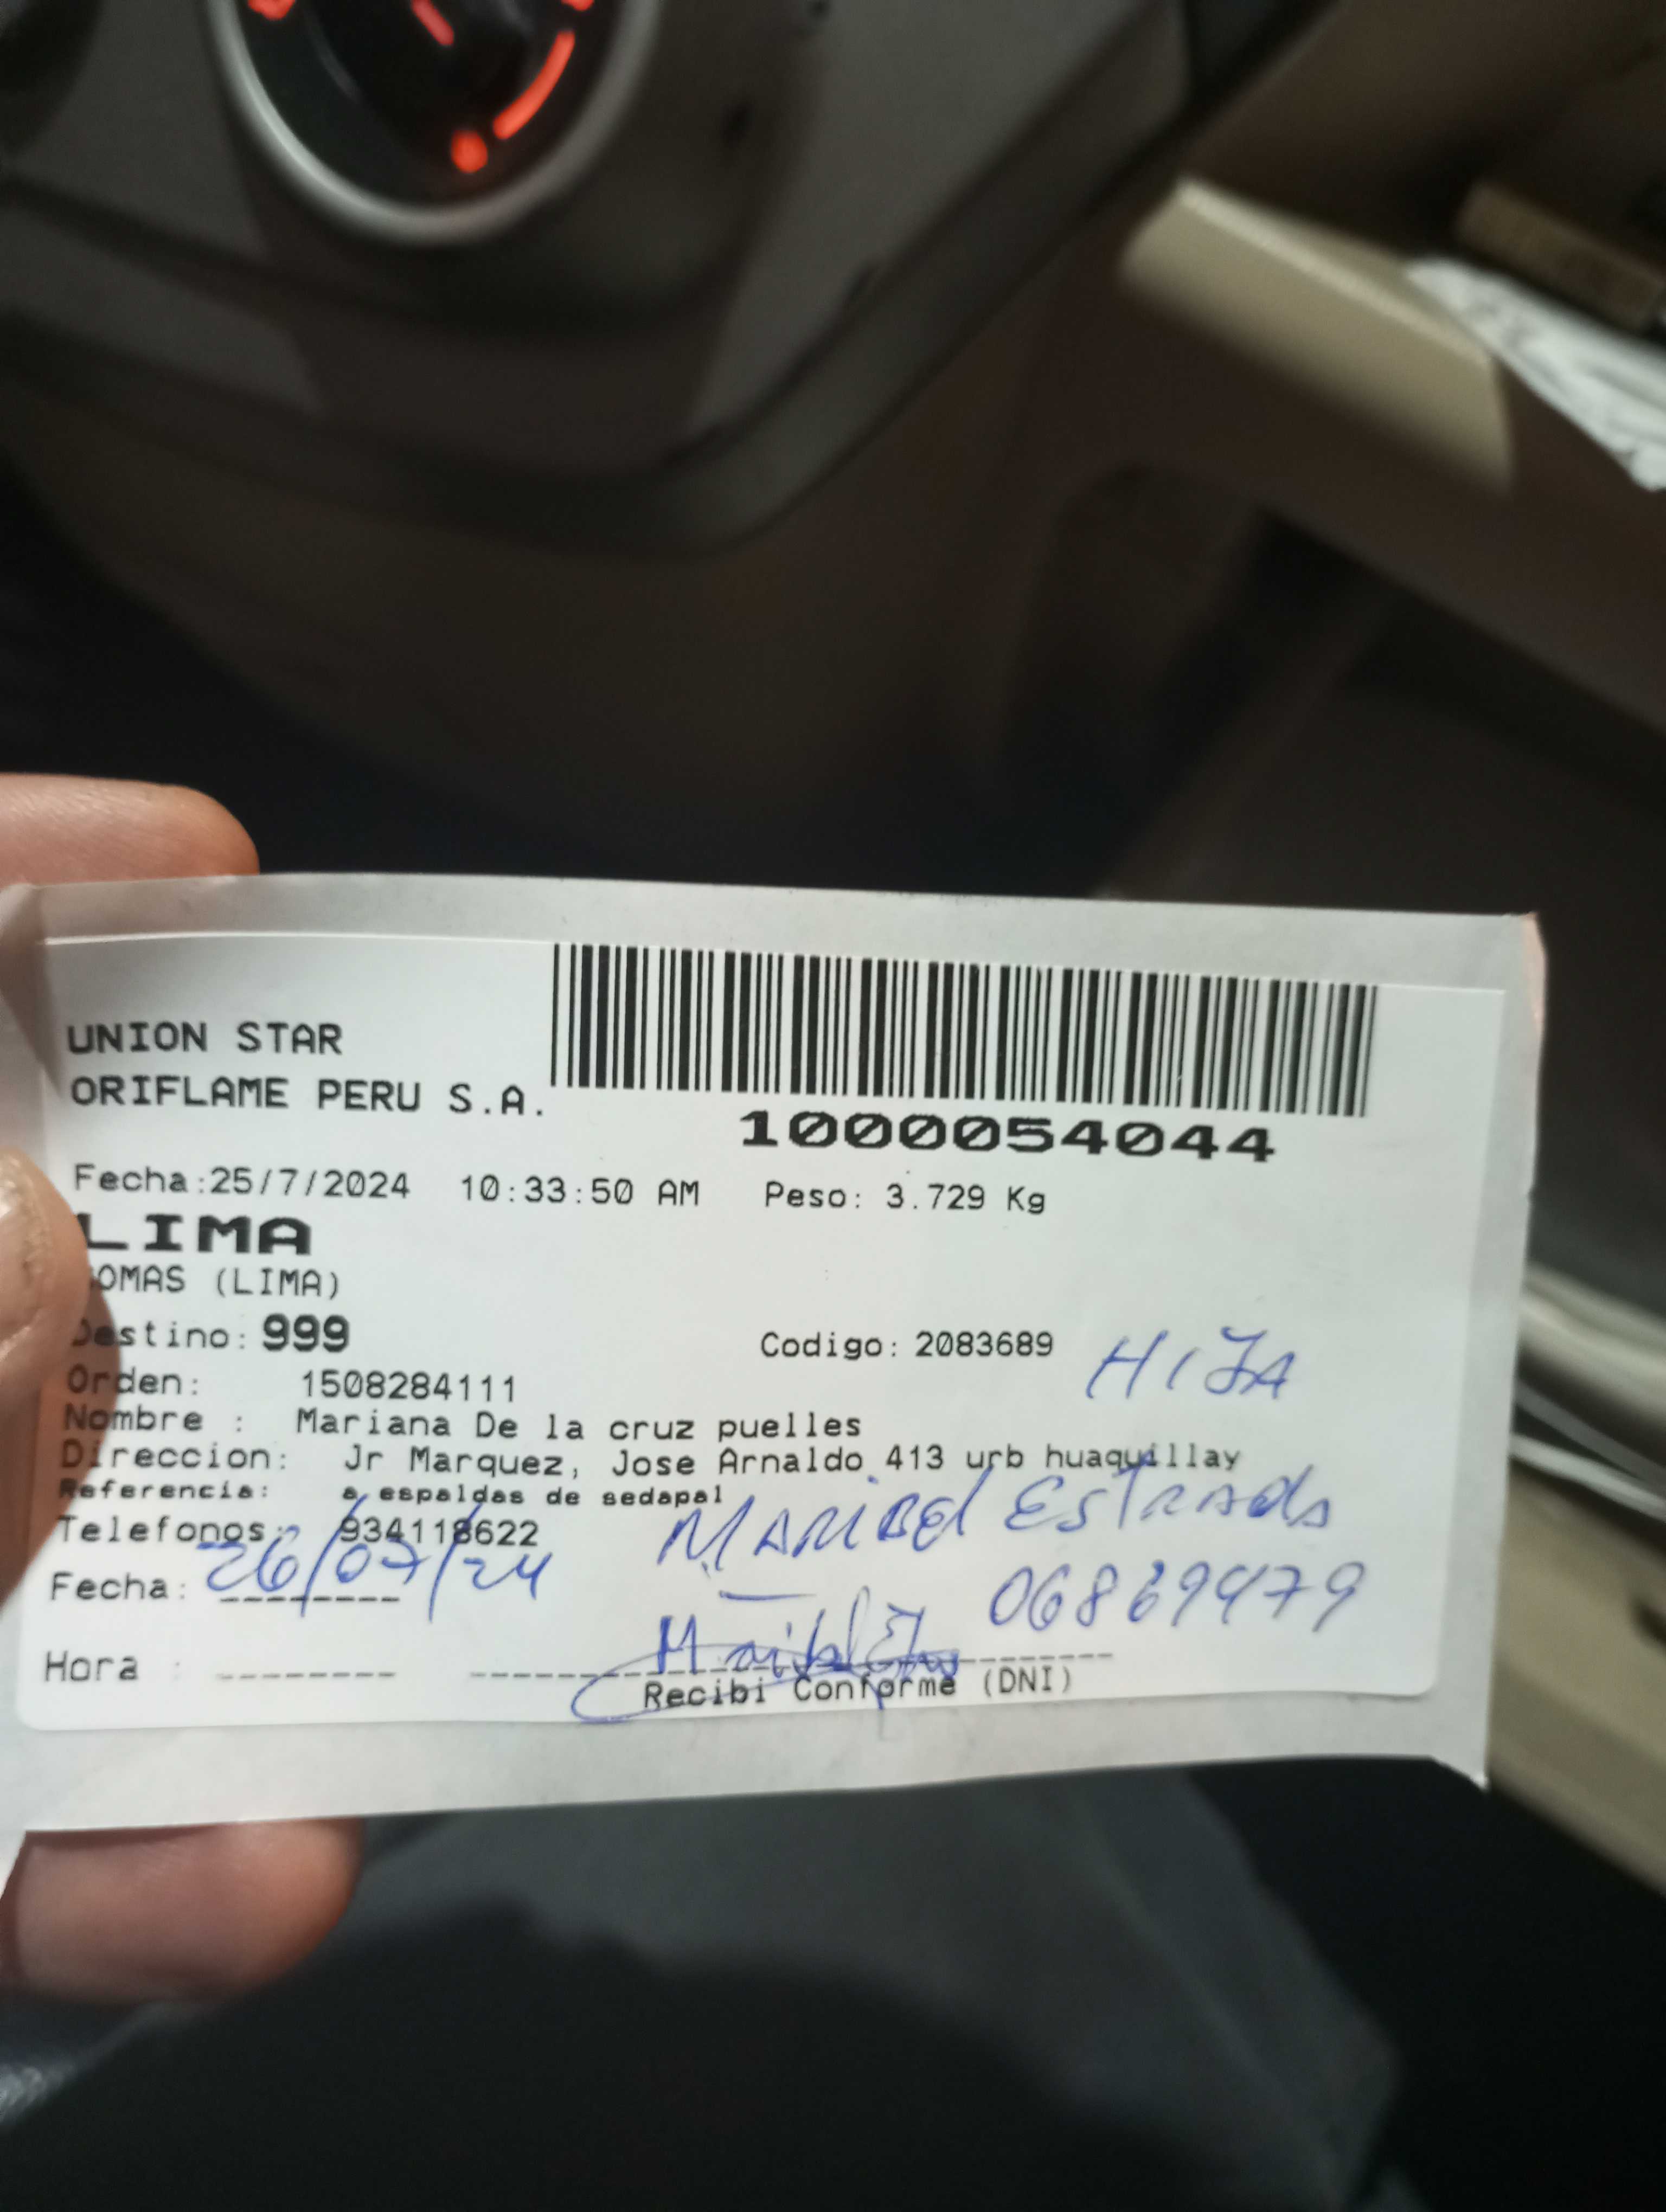 UNION STAR
ORIFLAME PERU S.A.
1000054044
Fecha:25/7/2024 10:33:50 AM Peso: 3.729 Kg
LIMA
OMAS (LIMA)
Destino: 999
Codigo: 2083689 HIJA
Orden: 1508284111
Nombre : Mariana De la cruz puelles
Direccion: Jr Marquez, Jose Arnaldo 413 urb huaquillay
Referencia: a espaldas de sedapal
Maribel Estrada
Telefonos: 934118622
Fecha: 26/07/24
06869479
Hora :
Recibi Conforme (DNI)